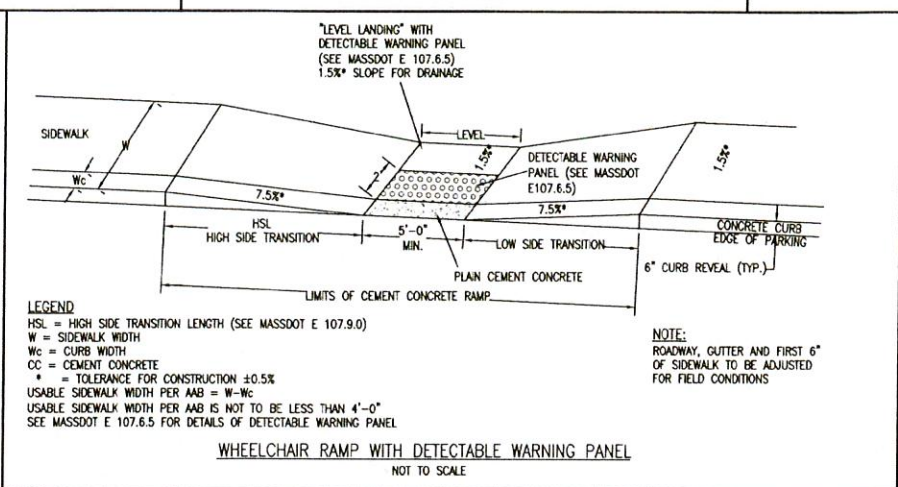 "LEVEL LANDING" WITH
DETECTABLE WARNING PANEL
(SEE MASSDOT E 107.6.5)
1.5%* SLOPE FOR DRAINAGE
SIDEWALK
W
Wc
LEVEL
1.5%*
2'
DETECTABLE WARNING
PANEL (SEE MASSDOT
E107.6.5)
1.5%*
7.5%*
7.5%*
HSL
HIGH SIDE TRANSITION
5'-0"
MIN.
LOW SIDE TRANSITION
CONCRETE CURB
EDGE OF PARKING
PLAIN CEMENT CONCRETE
6" CURB REVEAL (TYP.)
LIMITS OF CEMENT CONCRETE RAMP
LEGEND
HSL = HIGH SIDE TRANSITION LENGTH (SEE MASSDOT E 107.9.0)
W = SIDEWALK WIDTH
Wc = CURB WIDTH
CC = CEMENT CONCRETE
* = TOLERANCE FOR CONSTRUCTION ±0.5%
USABLE SIDEWALK WIDTH PER AAB = W-Wc
USABLE SIDEWALK WIDTH PER AAB IS NOT TO BE LESS THAN 4'-0"
SEE MASSDOT E 107.6.5 FOR DETAILS OF DETECTABLE WARNING PANEL
NOTE:
ROADWAY, GUTTER AND FIRST 6"
OF SIDEWALK TO BE ADJUSTED
FOR FIELD CONDITIONS
WHEELCHAIR RAMP WITH DETECTABLE WARNING PANEL
NOT TO SCALE